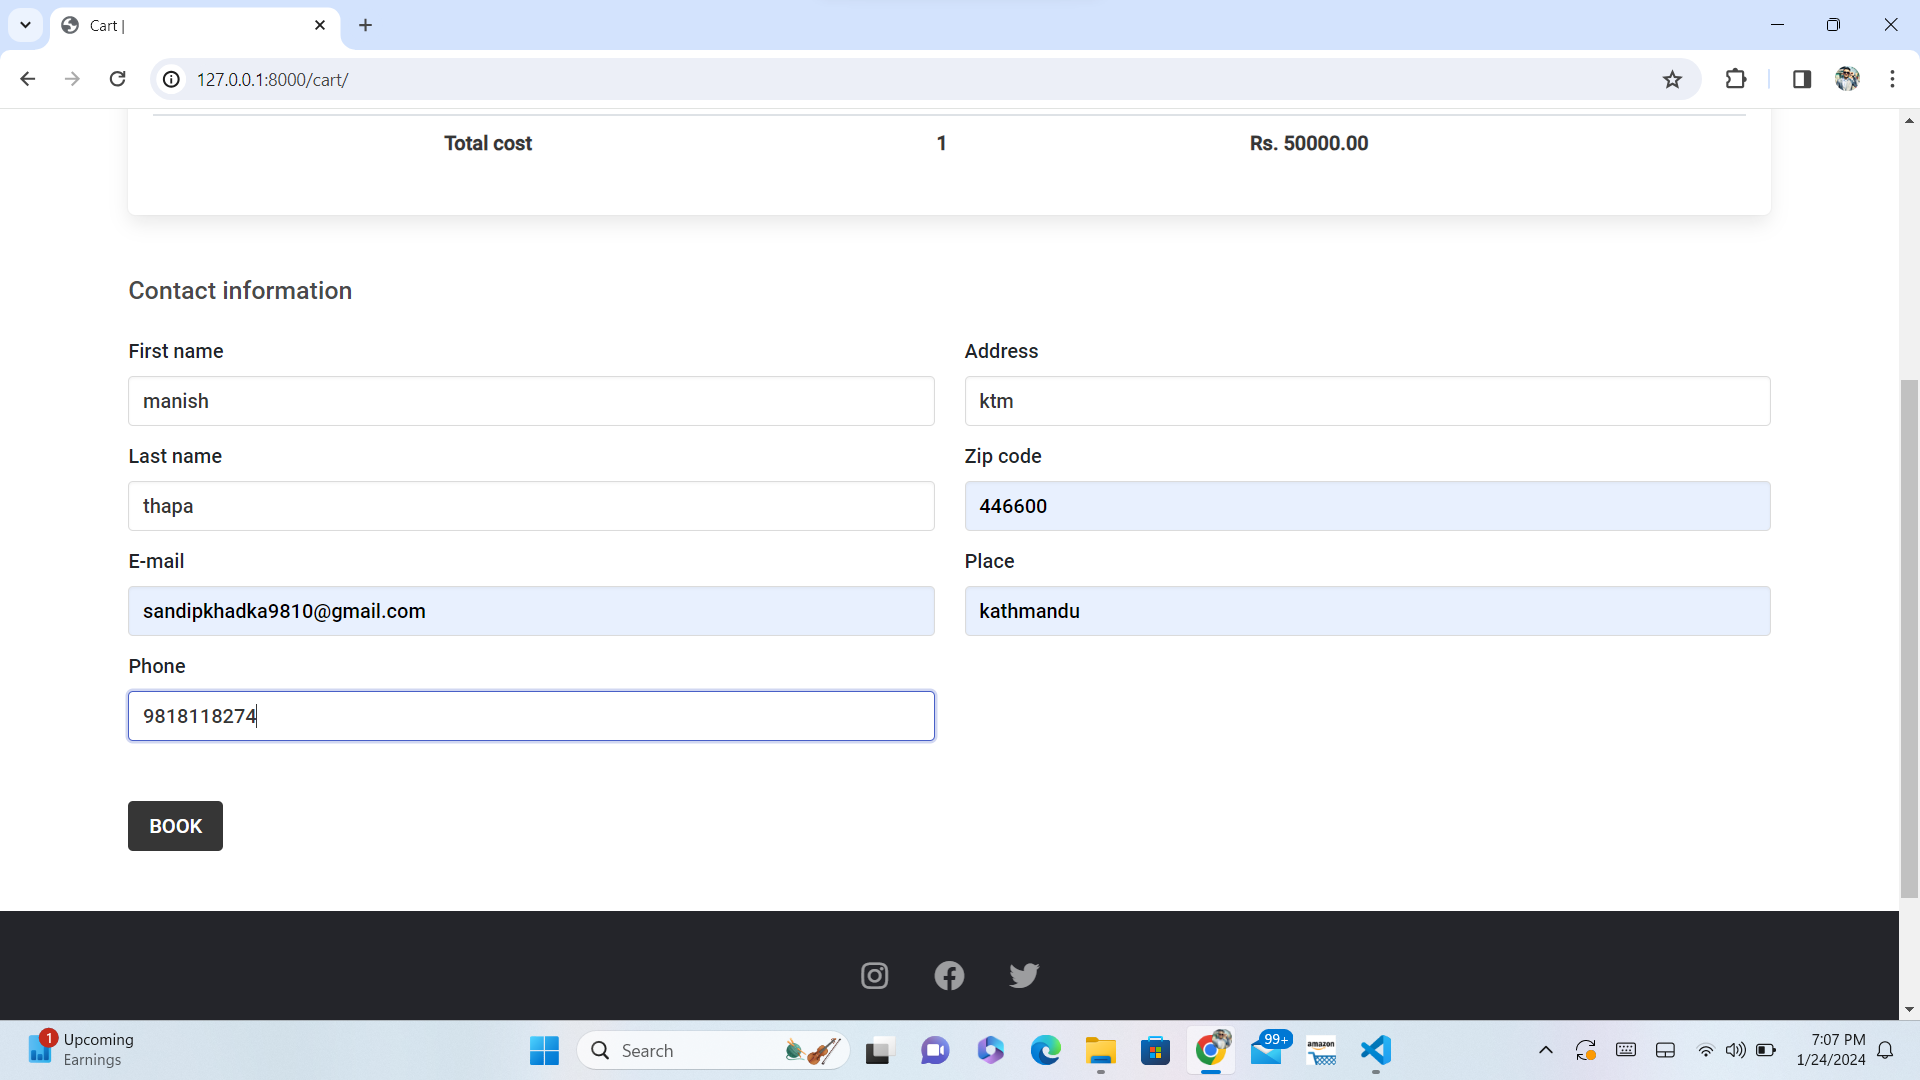 Cart |
127.0.0.1:8000/cart/
Total cost 1 Rs. 50000.00
Contact information
First name
manish
Address
ktm
Last name
thapa
Zip code
446600
E-mail
sandipkhadka9810@gmail.com
Place
kathmandu
Phone
9818118274
BOOK
1
Upcoming
Earnings
Search
99+
amazon
7:07 PM
1/24/2024